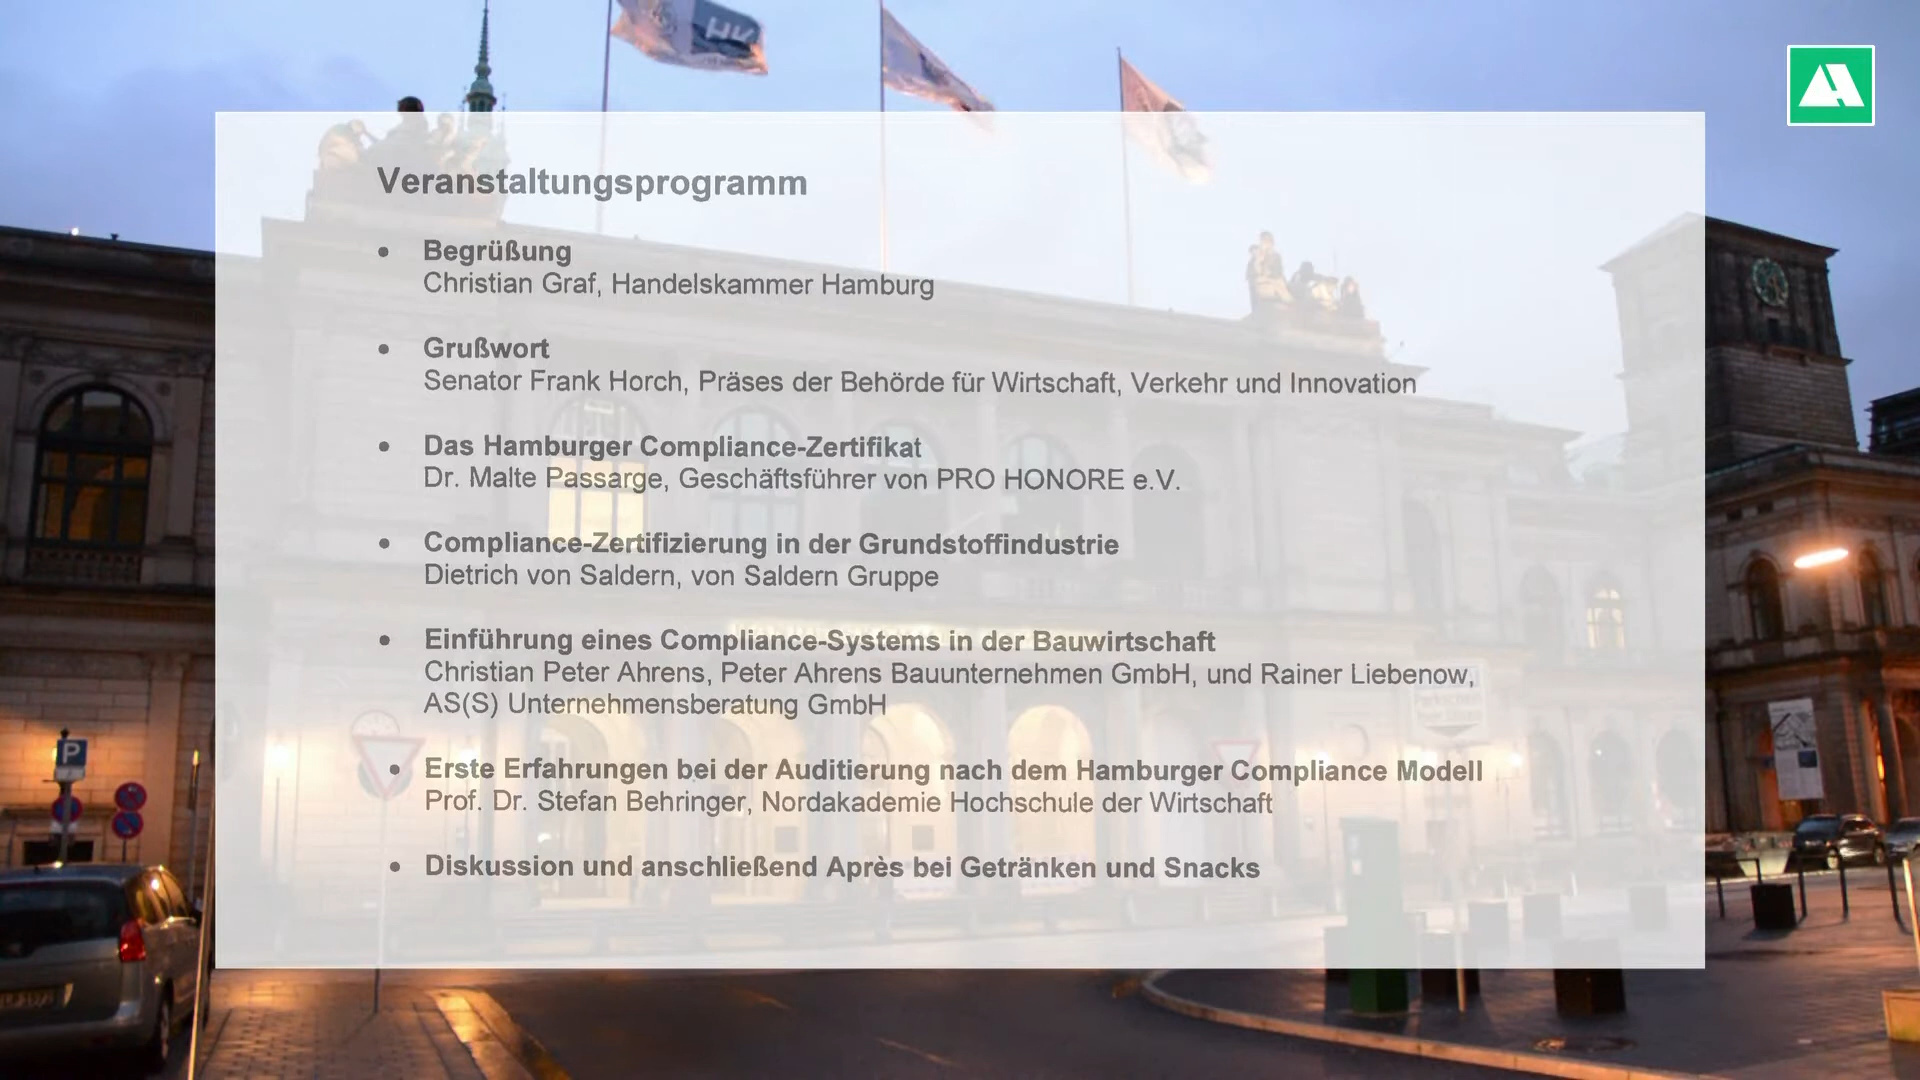 HK
Veranstaltungsprogramm
• Begrüßung
Christian Graf, Handelskammer Hamburg
• Grußwort
Senator Frank Horch, Präses der Behörde für Wirtschaft, Verkehr und Innovation
• Das Hamburger Compliance-Zertifikat
Dr. Malte Passarge, Geschäftsführer von PRO HONORE e.V.
• Compliance-Zertifizierung in der Grundstoffindustrie
Dietrich von Saldern, von Saldern Gruppe
• Einführung eines Compliance-Systems in der Bauwirtschaft
Christian Peter Ahrens, Peter Ahrens Bauunternehmen GmbH, und Rainer Liebenow,
AS(S) Unternehmensberatung GmbH
• Erste Erfahrungen bei der Auditierung nach dem Hamburger Compliance Modell
Prof. Dr. Stefan Behringer, Nordakademie Hochschule der Wirtschaft
• Diskussion und anschließend Après bei Getränken und Snacks
P